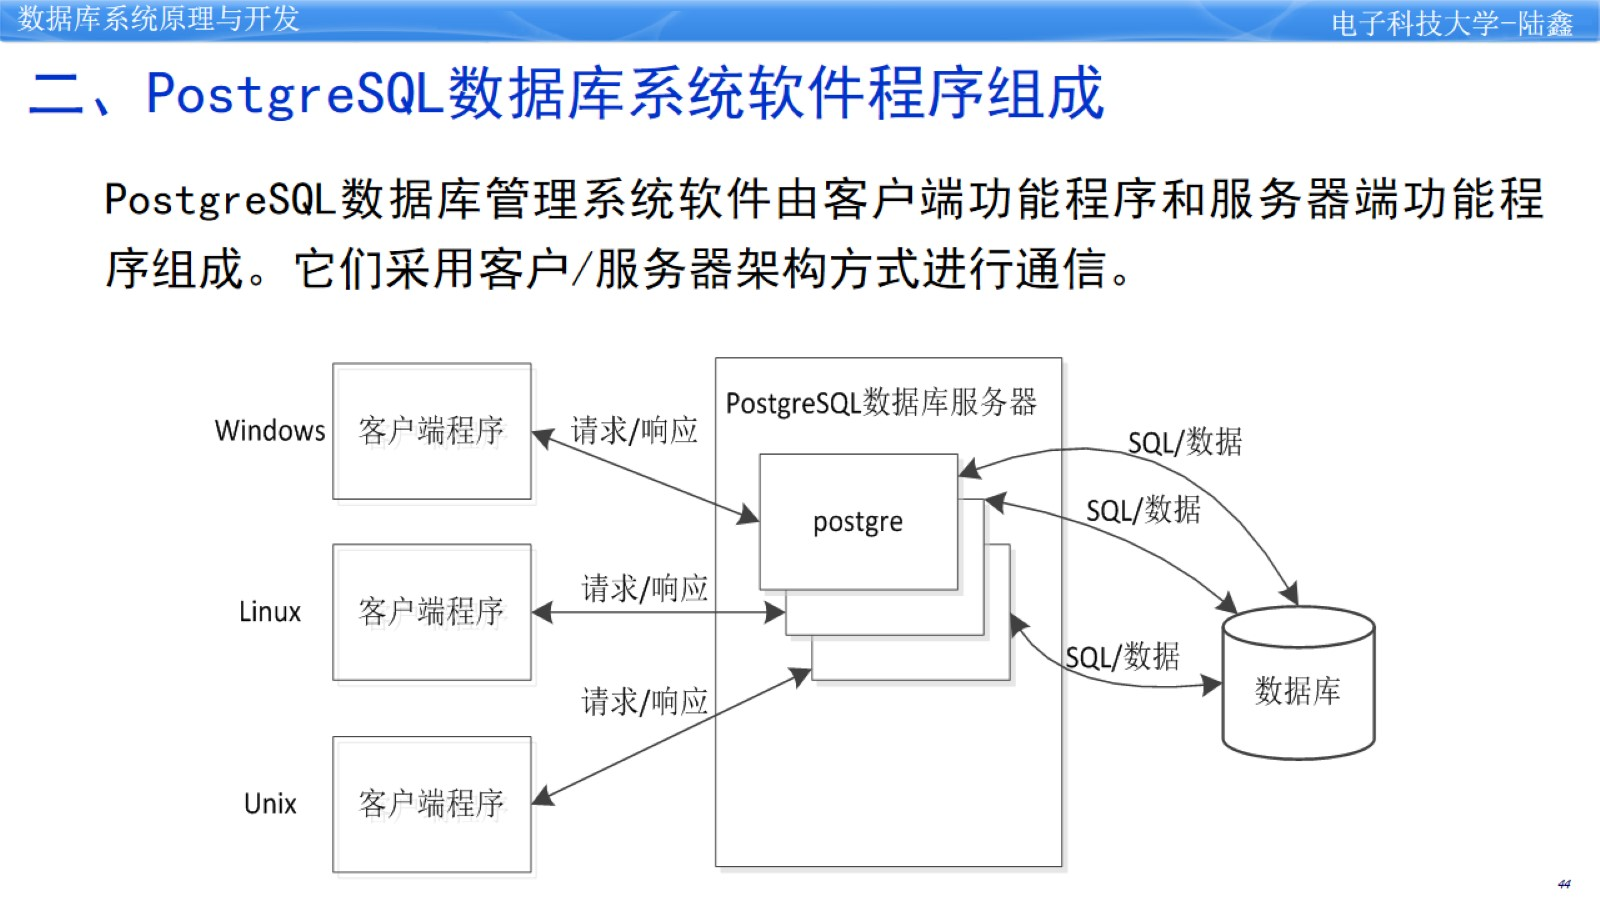 数据库系统原理与开发
电子科技大学-陆鑫
二、PostgreSQL数据库系统软件程序组成
PostgreSQL数据库管理系统软件由客户端功能程序和服务器端功能程
序组成。它们采用客户/服务器架构方式进行通信。
PostgreSQL数据库服务器
Windows
客户端程序
请求/响应
postgre
SQL/数据
SQL/数据
Linux
客户端程序
请求/响应
SQL/数据
数据库
请求/响应
Unix
客户端程序
44